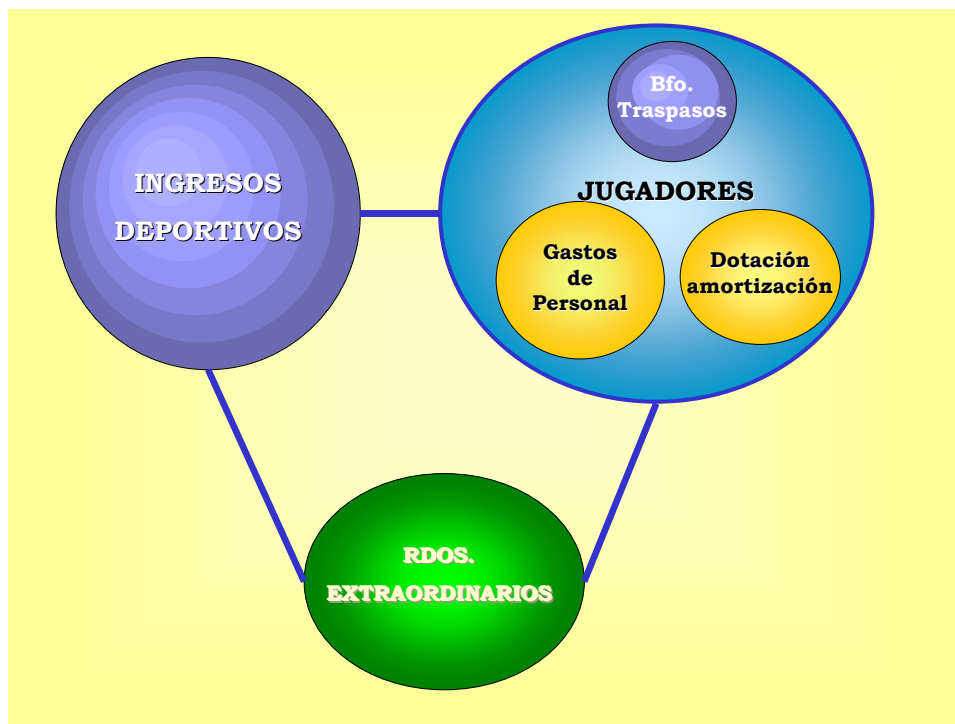 INGRESOS
DEPORTIVOS
Bfo.
Traspasos
JUGADORES
Gastos
de
Personal
Dotación
amortización
RDOS.
EXTRAORDINARIOS